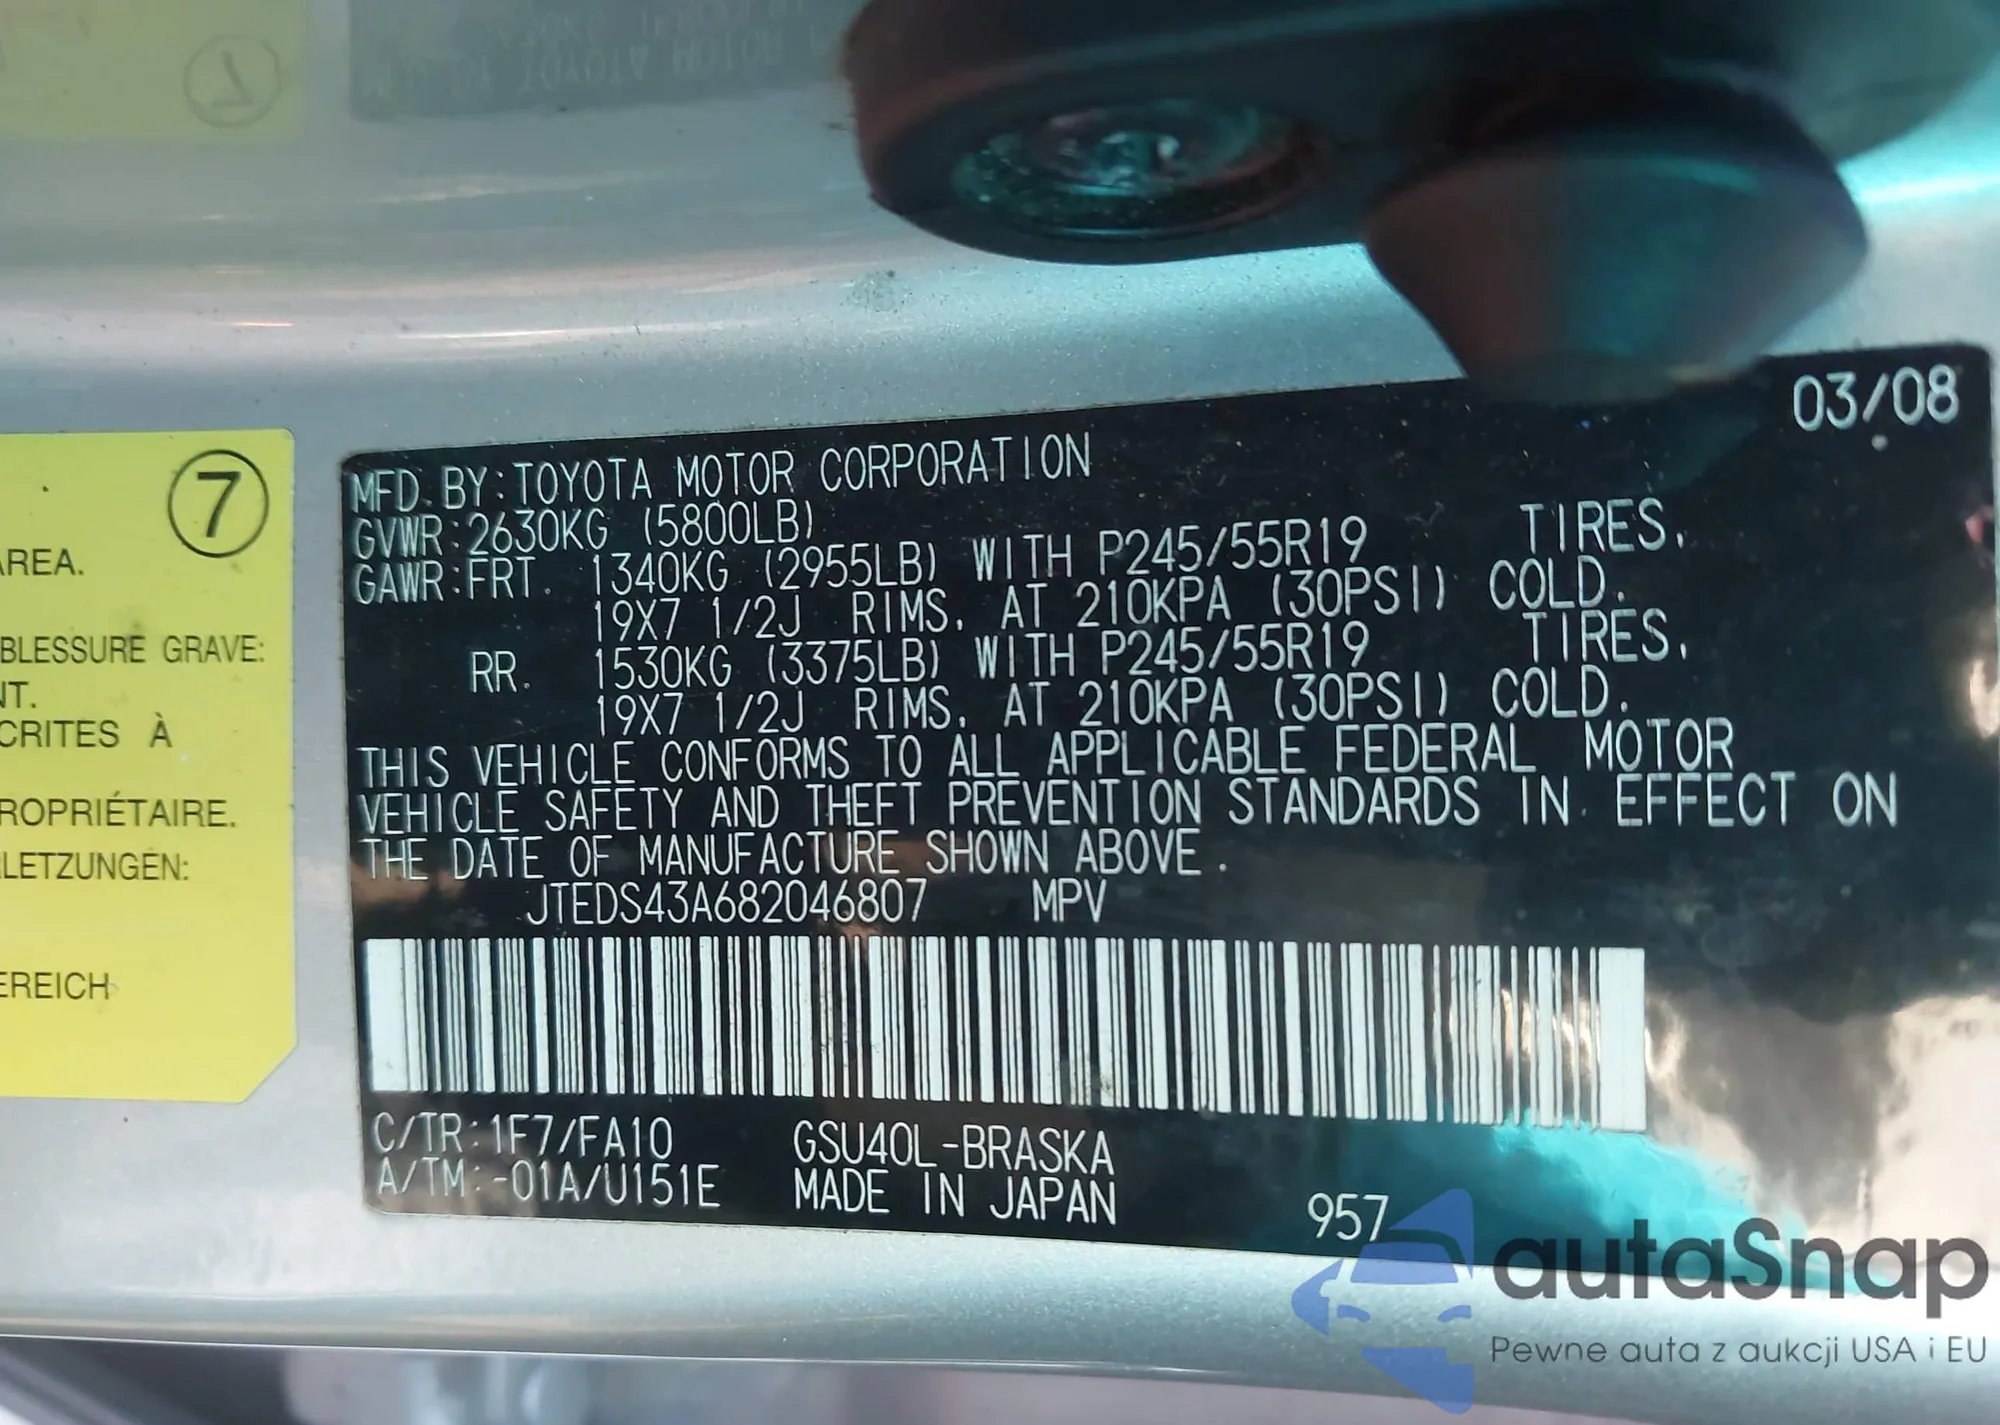 7
AREA.
BLESSURE GRAVE:
NT.
CRITES À
ROPRIÉTAIRE.
RLETZUNGEN:
EREICH
03/08
MFD. BY: TOYOTA MOTOR CORPORATION
GVWR: 2630KG (5800LB)
GAWR: FRT. 1340KG (2955LB) WITH P245/55R19 TIRES,
19X7 1/2J RIMS, AT 210KPA (30PSI) COLD.
RR. 1530KG (3375LB) WITH P245/55R19 TIRES,
19X7 1/2J RIMS, AT 210KPA (30PSI) COLD.
THIS VEHICLE CONFORMS TO ALL APPLICABLE FEDERAL MOTOR
VEHICLE SAFETY AND THEFT PREVENTION STANDARDS IN EFFECT ON
THE DATE OF MANUFACTURE SHOWN ABOVE.
JTEDS43A682046807 MPV
C/TR: 1F7/FA10 GSU40L-BRASKA
A/TM: -01A/U151E MADE IN JAPAN
957
autaSnap
Pewne auta z aukcji USA i EU